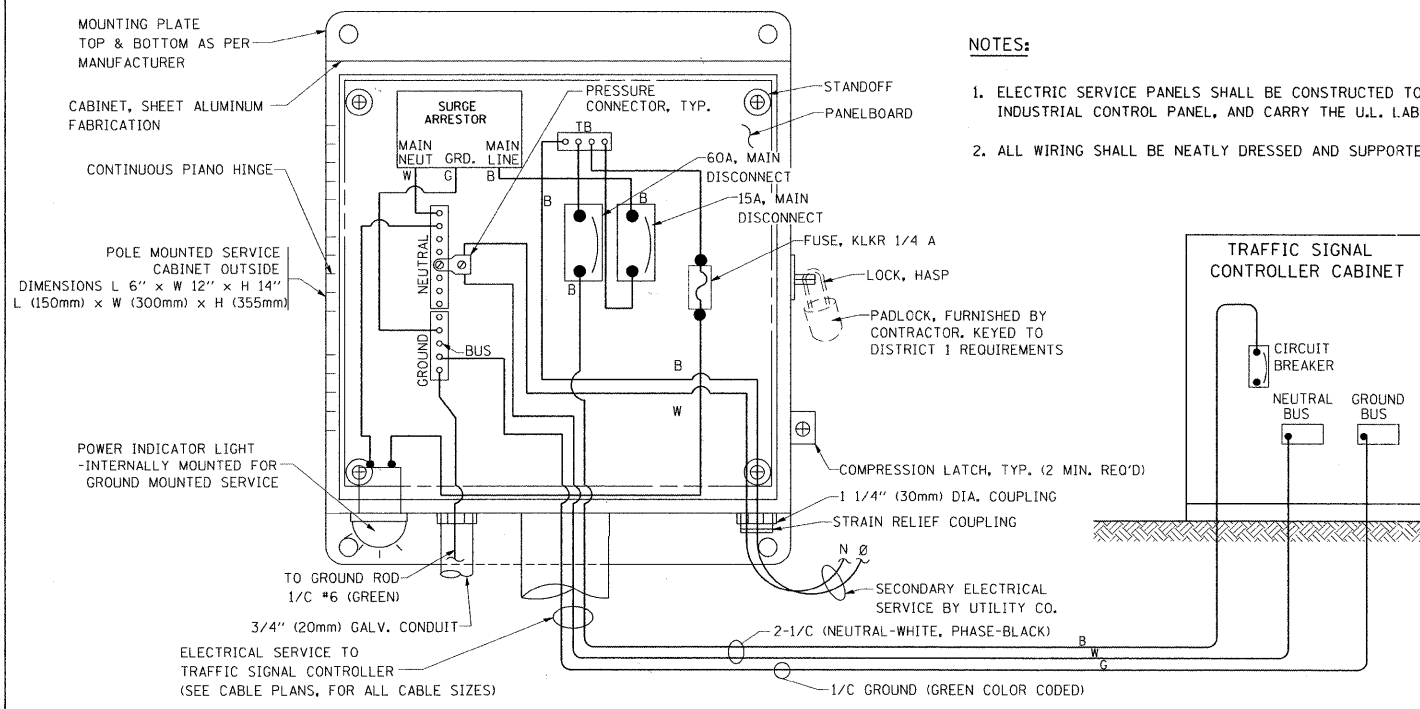 MOUNTING PLATE
TOP & BOTTOM AS PER
MANUFACTURER
CABINET, SHEET ALUMINUM
FABRICATION
CONTINUOUS PIANO HINGE
POLE MOUNTED SERVICE
CABINET OUTSIDE
DIMENSIONS L 6" x W 12" x H 14"
L (150mm) x W (300mm) x H (355mm)
POWER INDICATOR LIGHT
-INTERNALLY MOUNTED FOR
GROUND MOUNTED SERVICE
SURGE
ARRESTOR
MAIN
NEUT
GRD.
MAIN
LINE
W
G
B
PRESSURE
CONNECTOR, TYP.
TB
STANDOFF
PANELBOARD
60A, MAIN
DISCONNECT
15A, MAIN
DISCONNECT
B
B
B
FUSE, KLKR 1/4 A
LOCK, HASP
PADLOCK, FURNISHED BY
CONTRACTOR. KEYED TO
DISTRICT 1 REQUIREMENTS
NEUTRAL
GROUND
BUS
B
W
COMPRESSION LATCH, TYP. (2 MIN. REQ'D)
1 1/4" (30mm) DIA. COUPLING
STRAIN RELIEF COUPLING
N Ø
SECONDARY ELECTRICAL
SERVICE BY UTILITY CO.
TO GROUND ROD
1/C #6 (GREEN)
3/4" (20mm) GALV. CONDUIT
ELECTRICAL SERVICE TO
TRAFFIC SIGNAL CONTROLLER
(SEE CABLE PLANS, FOR ALL CABLE SIZES)
2-1/C (NEUTRAL-WHITE, PHASE-BLACK)
1/C GROUND (GREEN COLOR CODED)
B
W
G
NOTES:
1. ELECTRIC SERVICE PANELS SHALL BE CONSTRUCTED TO
INDUSTRIAL CONTROL PANEL, AND CARRY THE U.L. LAB
2. ALL WIRING SHALL BE NEATLY DRESSED AND SUPPORTE
TRAFFIC SIGNAL
CONTROLLER CABINET
CIRCUIT
BREAKER
NEUTRAL
BUS
GROUND
BUS